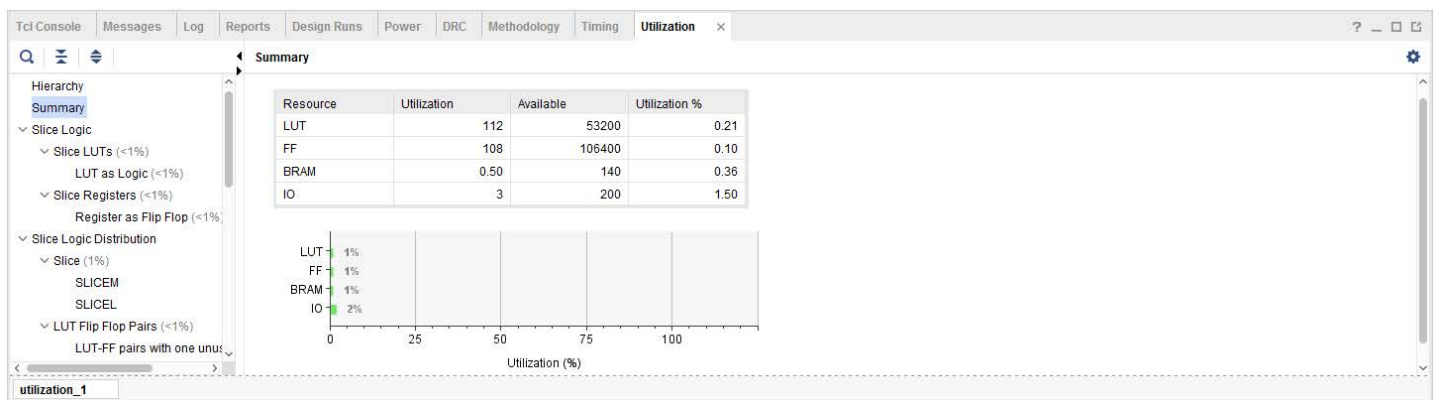 Tcl Console Messages Log Reports Design Runs Power DRC Methodology Timing Utilization × ? _
Summary
Hierarchy
Summary
Slice Logic
Slice LUTs (<1%)
LUT as Logic (<1%)
Slice Registers (<1%)
Register as Flip Flop (<1%
Slice Logic Distribution
Slice (1%)
SLICEM
SLICEL
LUT Flip Flop Pairs (<1%)
LUT-FF pairs with one unus
Resource Utilization Available Utilization %
LUT 112 53200 0.21
FF 108 106400 0.10
BRAM 0.50 140 0.36
IO 3 200 1.50
LUT 1%
FF 1%
BRAM 1%
IO 2%
0 25 50 75 100
Utilization (%)
utilization_1